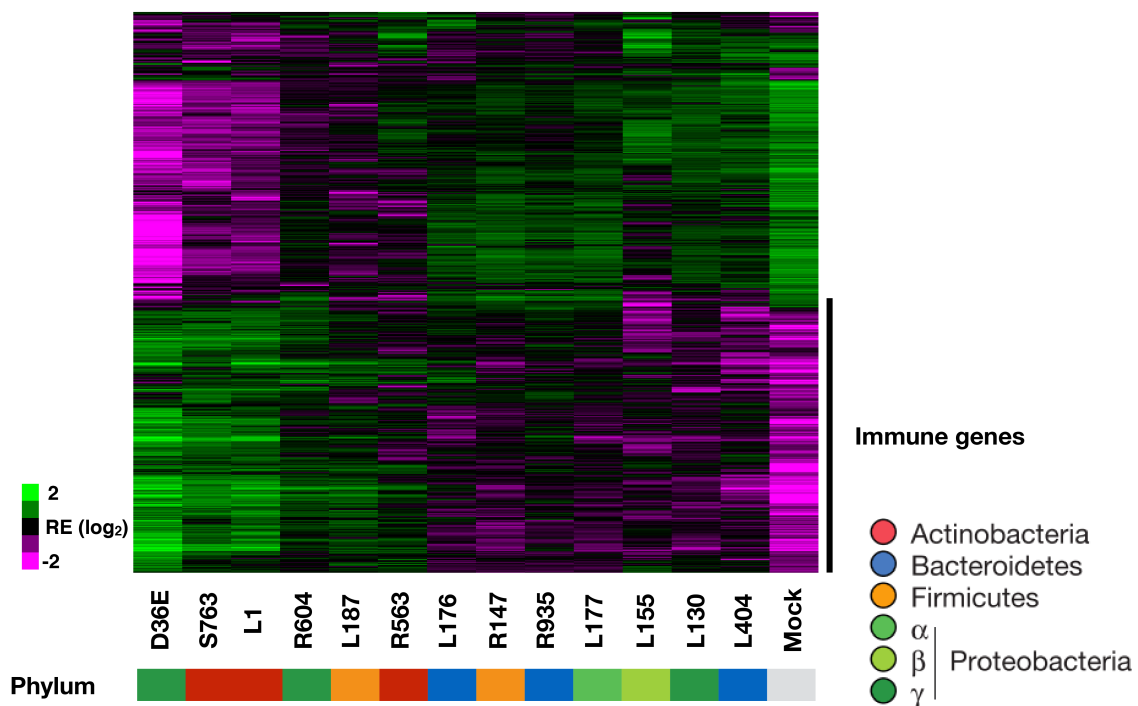 Immune genes
2
RE (log₂)
-2
D36E
S763
L1
R604
L187
R563
L176
R147
R935
L177
L155
L130
L404
Mock
Phylum
Actinobacteria
Bacteroidetes
Firmicutes
α
β
Proteobacteria
γ